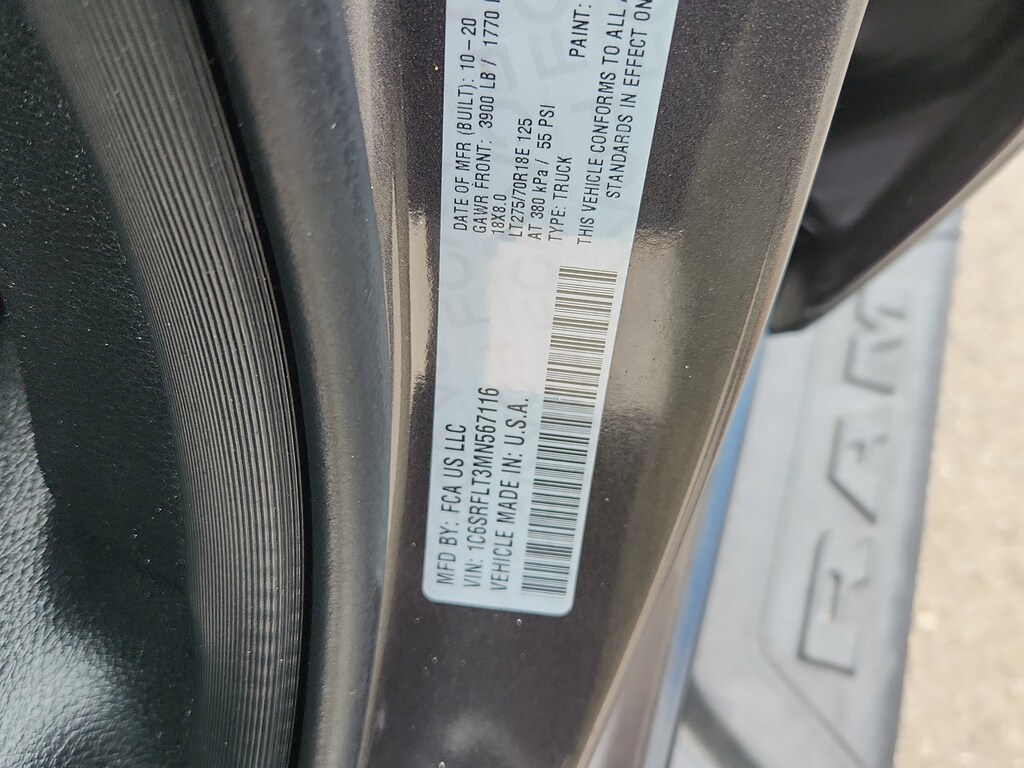 MFD BY: FCA US LLC
DATE OF MFR (BUILT): 10 - 20
GAWR FRONT: 3900 LB / 1770
18X8.0
LT275/70R18E 125
AT 380 kPa / 55 PSI
TYPE: TRUCK
PAINT:
VIN: 1C6SRFLT3MN567116
VEHICLE MADE IN: U.S.A.
THIS VEHICLE CONFORMS TO ALL
STANDARDS IN EFFECT ON
RAM